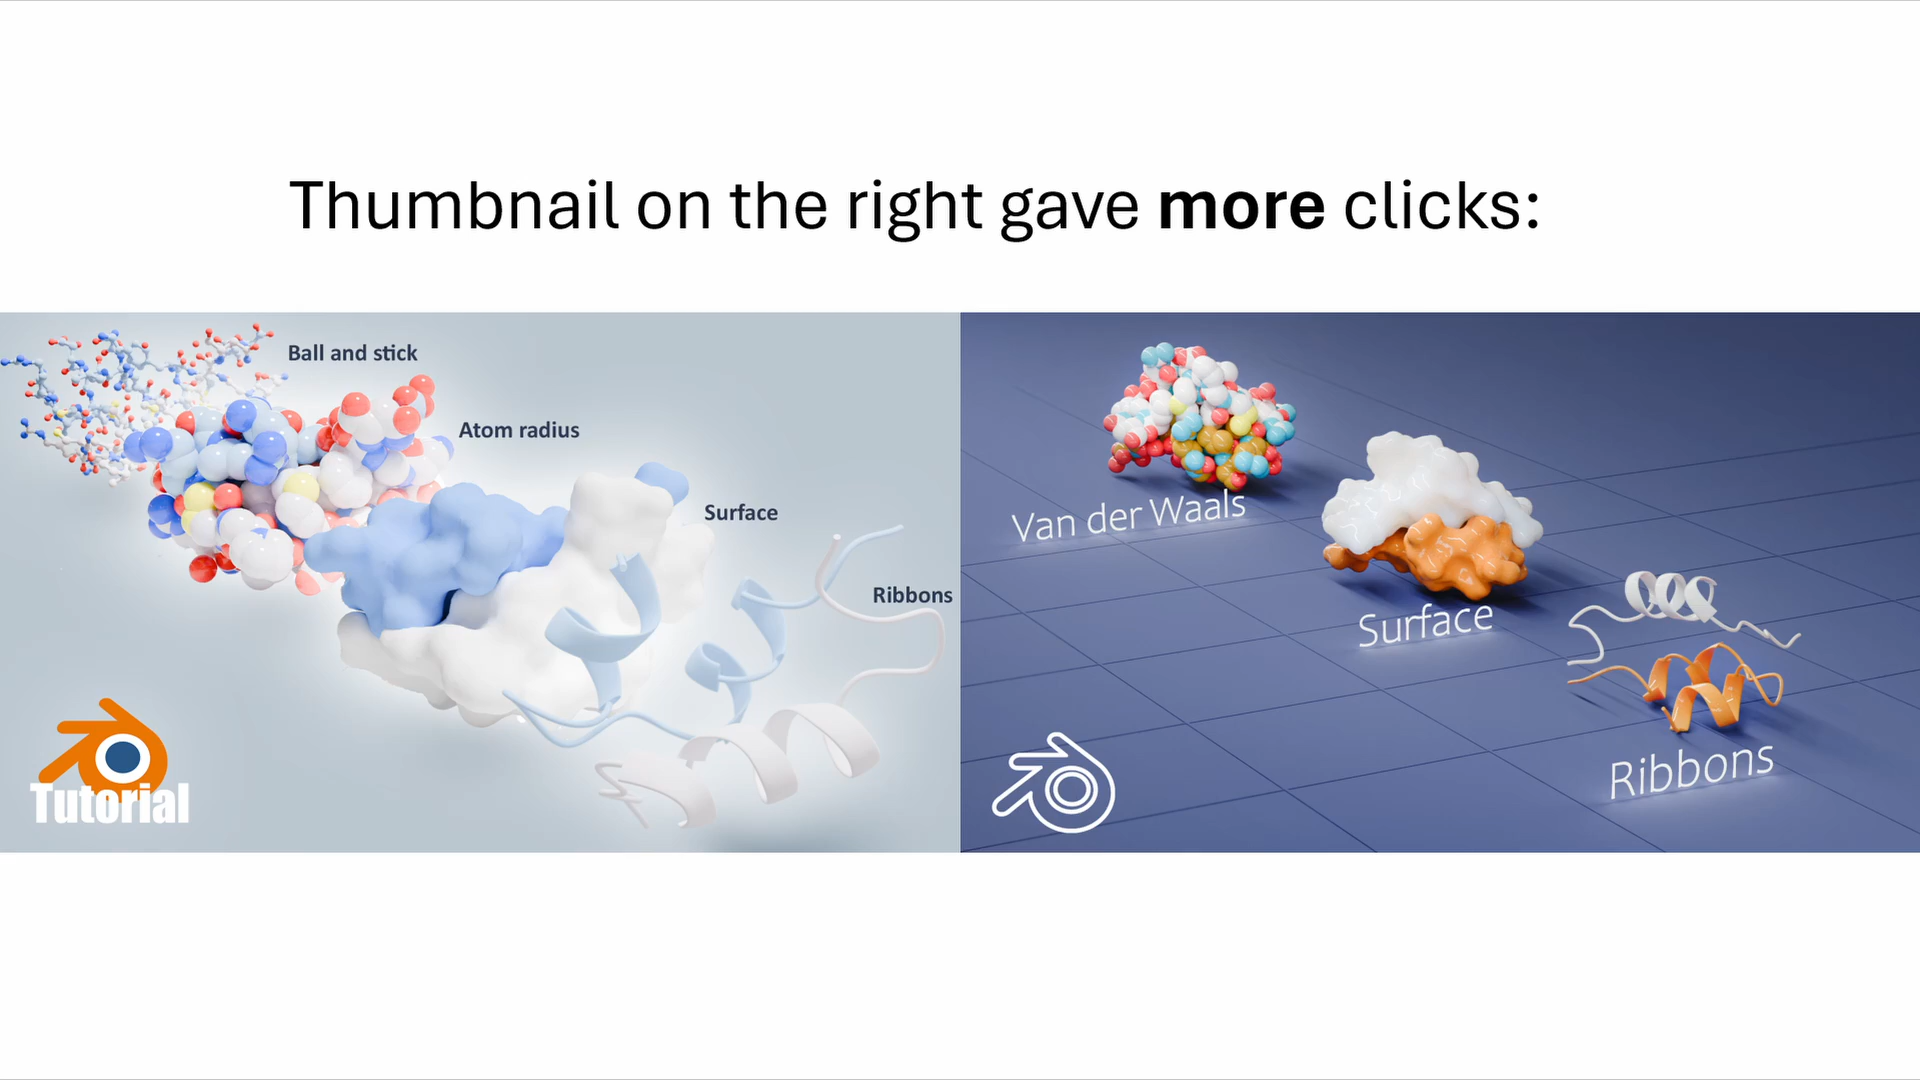 Thumbnail on the right gave more clicks:
Ball and stick
Atom radius
Surface
Ribbons
Tutorial
Van der Waals
Surface
Ribbons